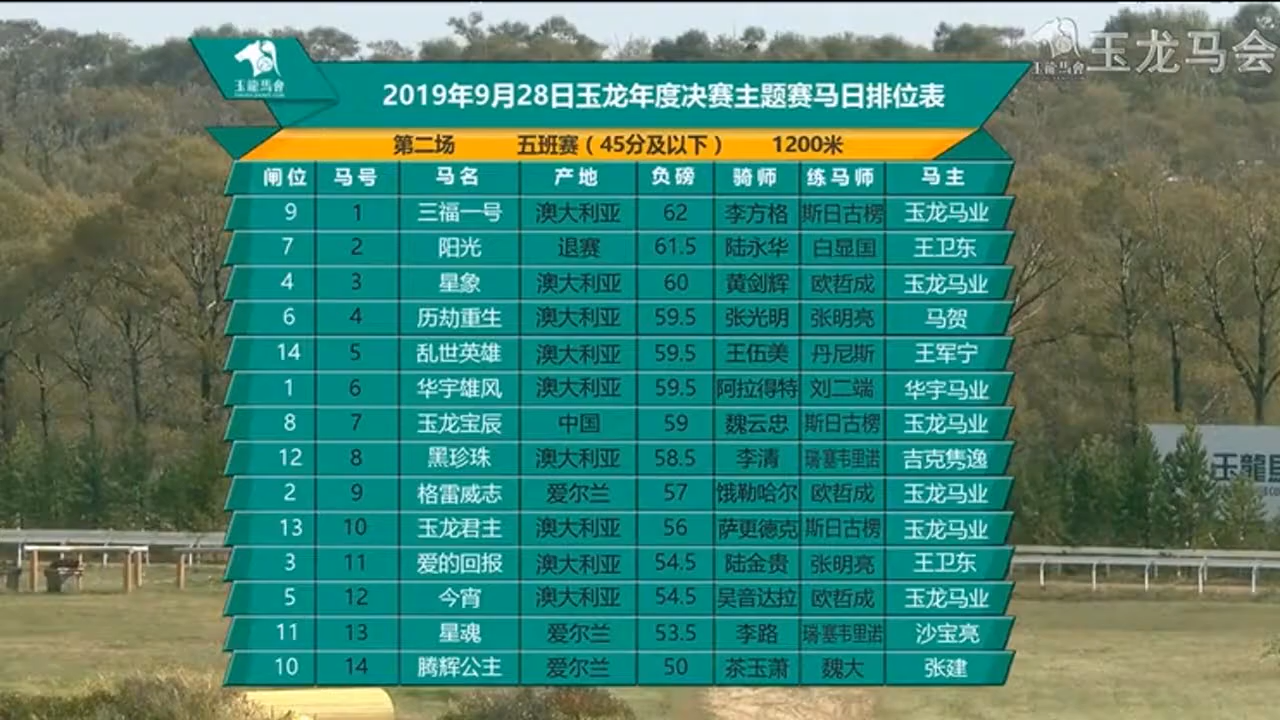 玉龍馬會
玉龍馬會 玉龙马会
2019年9月28日玉龙年度决赛主题赛马日排位表
第二场 五班赛（45分及以下） 1200米
闸位 马号 马名 产地 负磅 骑师 练马师 马主
9 1 三福一号 澳大利亚 62 李方格 斯日古楞 玉龙马业
7 2 阳光 退赛 61.5 陆永华 白显国 王卫东
4 3 星象 澳大利亚 60 黄剑辉 欧哲成 玉龙马业
6 4 历劫重生 澳大利亚 59.5 张光明 张明亮 马贺
14 5 乱世英雄 澳大利亚 59.5 王伍美 丹尼斯 王军宁
1 6 华宇雄风 澳大利亚 59.5 阿拉得特 刘二端 华宇马业
8 7 玉龙宝辰 中国 59 魏云忠 斯日古楞 玉龙马业
12 8 黑珍珠 澳大利亚 58.5 李清 瑞·塞韦里诺 吉克隽逸
2 9 格雷威志 爱尔兰 57 饿勒哈尔 欧哲成 玉龙马业
13 10 玉龙君主 澳大利亚 56 萨更德克 斯日古楞 玉龙马业
3 11 爱的回报 澳大利亚 54.5 陆金贵 张明亮 王卫东
5 12 今宵 澳大利亚 54.5 吴音达拉 欧哲成 玉龙马业
11 13 星魂 爱尔兰 53.5 李路 瑞·塞韦里诺 沙宝亮
10 14 腾辉公主 爱尔兰 50 茶玉萧 魏大 张建
玉龍